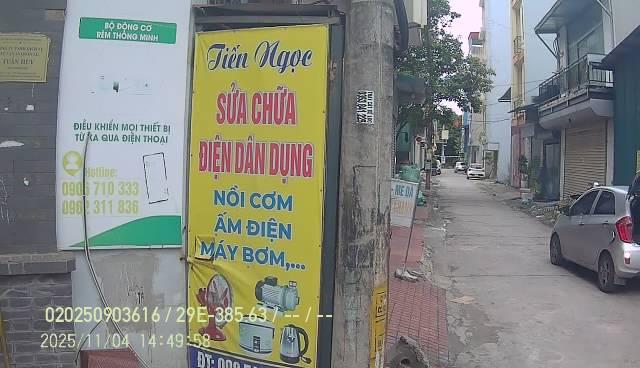 BỘ ĐỘNG CƠ
RÈM THÔNG MINH
ĐIỀU KHIỂN MỌI THIẾT BỊ
TỪ XA QUA ĐIỆN THOẠI
Hotline:
0905 710 333
0962 311 836
Tiến Ngọc
SỬA CHỮA
ĐIỆN DÂN DỤNG
NỒI CƠM
ẤM ĐIỆN
MÁY BƠM,...
ĐT:
020250903616 / 29E-385-63 / -- / --
2025/11/04 14:49:58